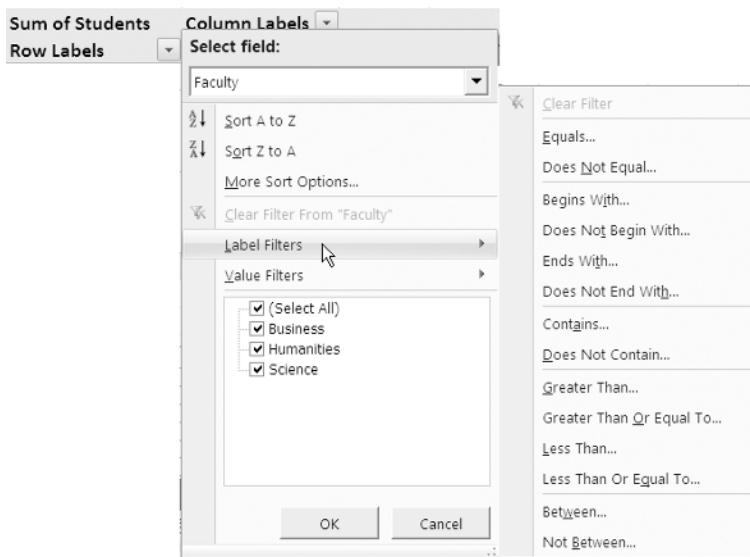 Sum of Students Column Labels
Row Labels
Select field:
Faculty
Sort A to Z
Sort Z to A
More Sort Options...
Clear Filter From "Faculty"
Label Filters
Value Filters
(Select All)
Business
Humanities
Science
OK Cancel
Clear Filter
Equals...
Does Not Equal...
Begins With...
Does Not Begin With...
Ends With...
Does Not End With...
Contains...
Does Not Contain...
Greater Than...
Greater Than Or Equal To...
Less Than...
Less Than Or Equal To...
Between...
Not Between...